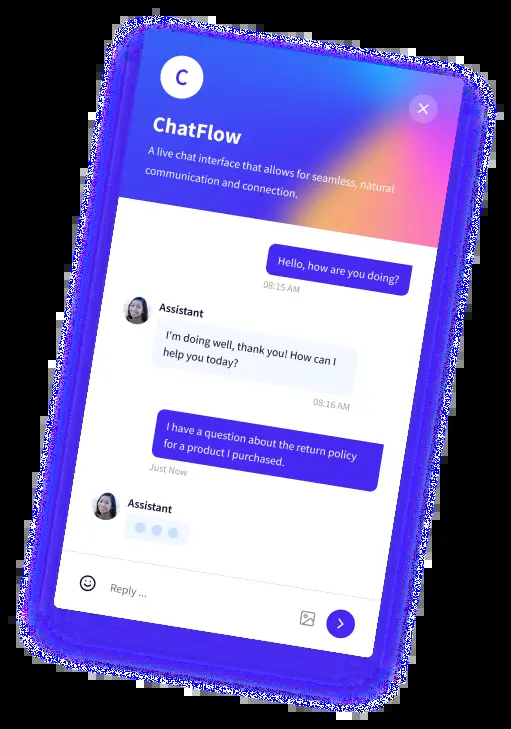 C
ChatFlow
A live chat interface that allows for seamless, natural
communication and connection.
Hello, how are you doing?
08:15 AM
Assistant
I'm doing well, thank you! How can I
help you today?
08:16 AM
I have a question about the return policy
for a product I purchased.
Just Now
Assistant
Reply ...